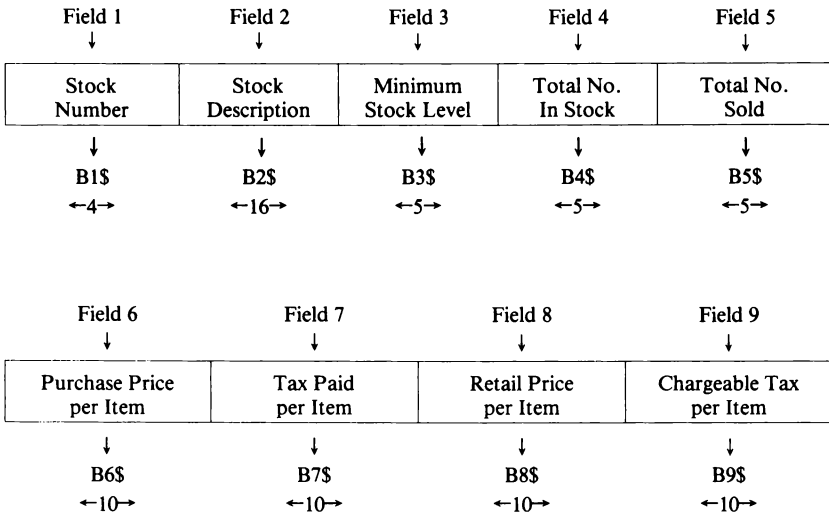 Field 1 Field 2 Field 3 Field 4 Field 5
Stock Stock Minimum Total No. Total No.
Number Description Stock Level In Stock Sold
B1$ B2$ B3$ B4$ B5$
←4→ ←16→ ←5→ ←5→ ←5→
Field 6 Field 7 Field 8 Field 9
Purchase Price Tax Paid Retail Price Chargeable Tax
per Item per Item per Item per Item
B6$ B7$ B8$ B9$
←10→ ←10→ ←10→ ←10→